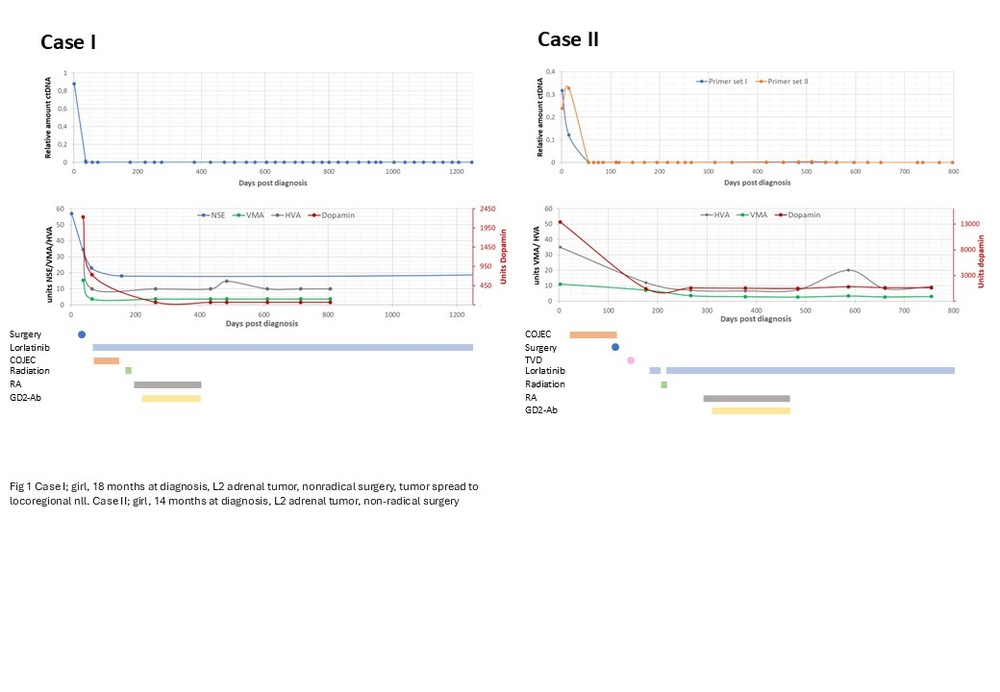 Case I
Case II
Relative amount ctDNA
1
0,8
0,6
0,4
0,2
0
0 200 400 600 800 1000 1200
Days post diagnosis
Relative amount ctDNA
0,4
0,3
0,2
0,1
0
Primer set I Primer set II
0 100 200 300 400 500 600 700 800
Days post diagnosis
units NSE/VMA/HVA
60
50
40
30
20
10
0
NSE VMA HVA Dopamin
2450
1950
1450
950
450
Units Dopamin
0 200 400 600 800 1000 1200
Days post diagnosis
units VMA/ HVA
60
50
40
30
20
10
0
HVA VMA Dopamin
13000
8000
3000
Units dopamin
0 100 200 300 400 500 600 700 800
Days post diagnosis
Surgery
Lorlatinib
COJEC
Radiation
RA
GD2-Ab
COJEC
Surgery
TVD
Lorlatinib
Radiation
RA
GD2-Ab
Fig 1 Case I; girl, 18 months at diagnosis, L2 adrenal tumor, nonradical surgery, tumor spread to
locoregional nll. Case II; girl, 14 months at diagnosis, L2 adrenal tumor, non-radical surgery